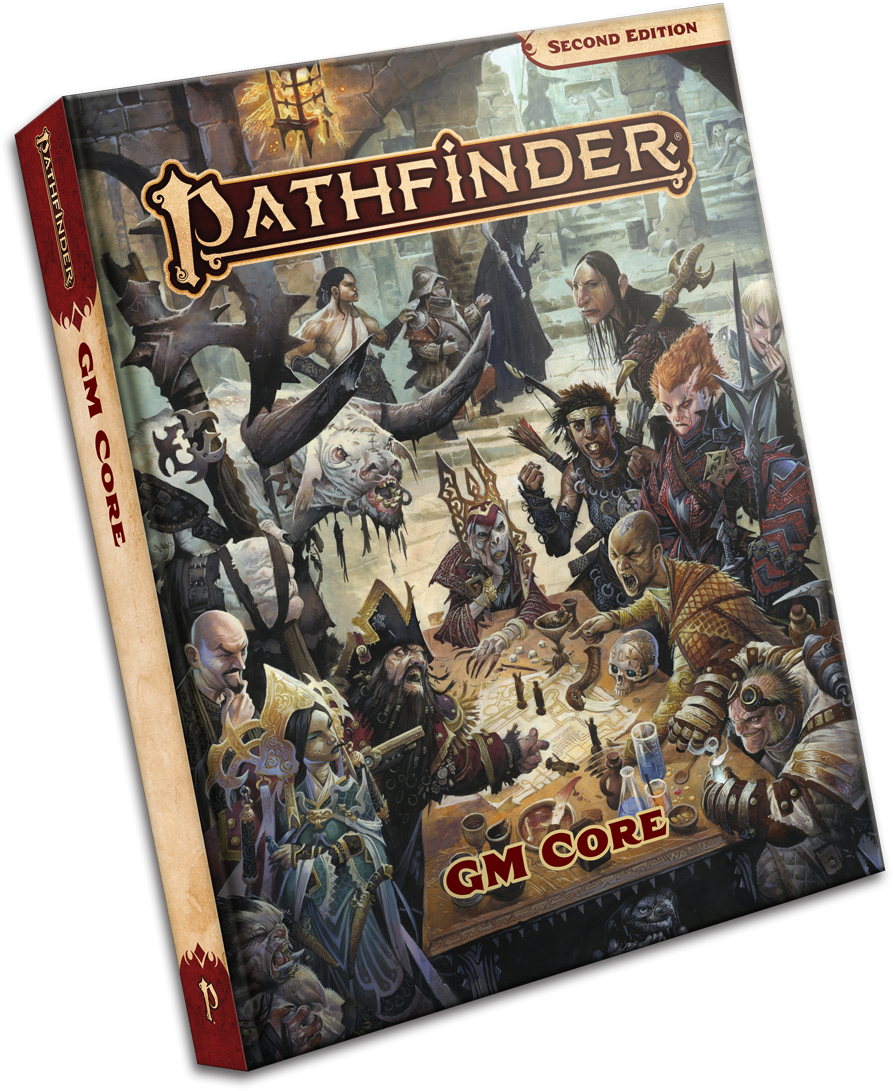 SECOND EDITION
PATHFINDER®
GM CORE
PATHFINDER
GM CORE
P